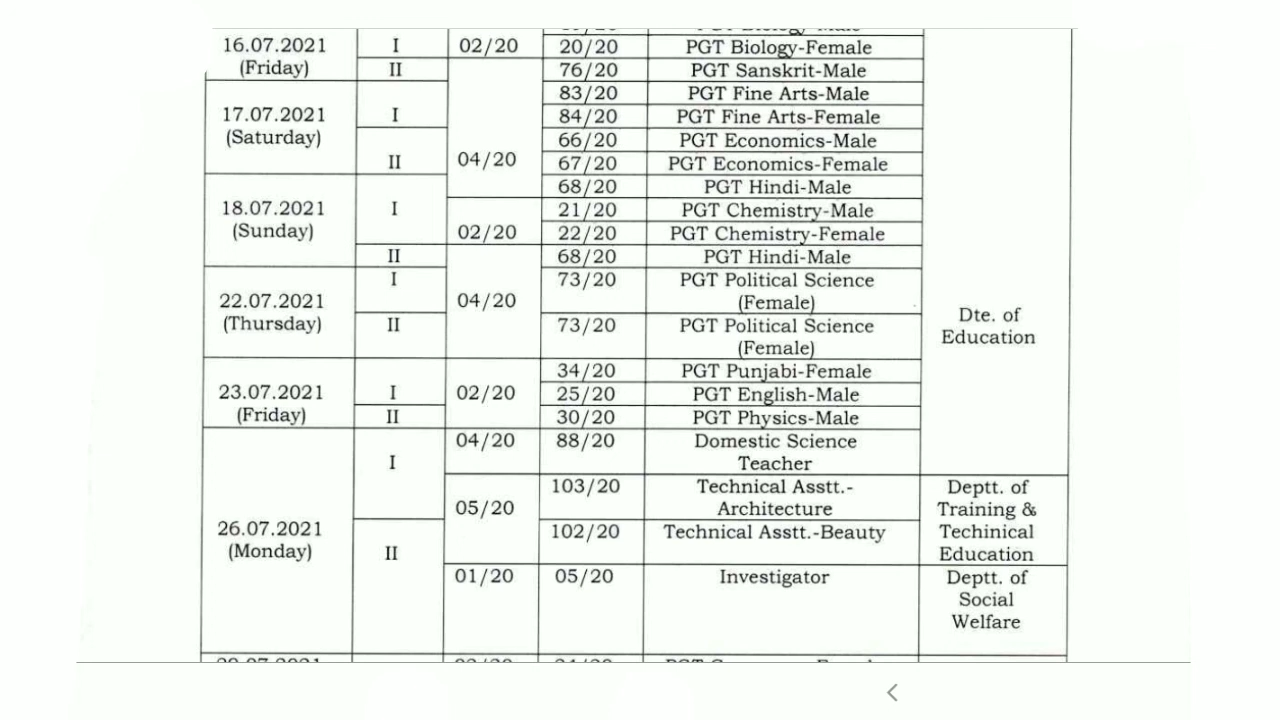 16.07.2021 I 02/20 20/20 PGT Biology-Female
(Friday) II 76/20 PGT Sanskrit-Male
83/20 PGT Fine Arts-Male
17.07.2021 I 84/20 PGT Fine Arts-Female
(Saturday) 66/20 PGT Economics-Male
II 04/20 67/20 PGT Economics-Female
68/20 PGT Hindi-Male
18.07.2021 I 21/20 PGT Chemistry-Male
(Sunday) 02/20 22/20 PGT Chemistry-Female
II 68/20 PGT Hindi-Male
I 73/20 PGT Political Science
22.07.2021 04/20 (Female)
(Thursday) II 73/20 PGT Political Science Dte. of
(Female) Education
34/20 PGT Punjabi-Female
23.07.2021 I 02/20 25/20 PGT English-Male
(Friday) II 30/20 PGT Physics-Male
04/20 88/20 Domestic Science
I Teacher
103/20 Technical Asstt.- Deptt. of
05/20 Architecture Training &
26.07.2021 102/20 Technical Asstt.-Beauty Techinical
(Monday) II Education
01/20 05/20 Investigator Deptt. of
Social
Welfare